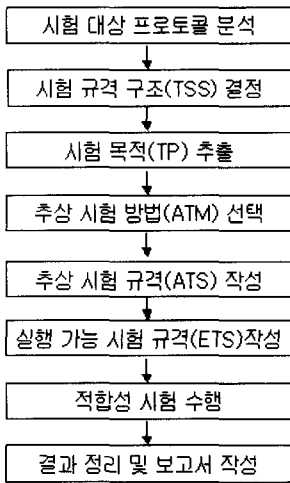 시험 대상 프로토콜 분석
시험 규격 구조(TSS) 결정
시험 목적(TP) 추출
추상 시험 방법(ATM) 선택
추상 시험 규격(ATS) 작성
실행 가능 시험 규격(ETS)작성
적합성 시험 수행
결과 정리 및 보고서 작성